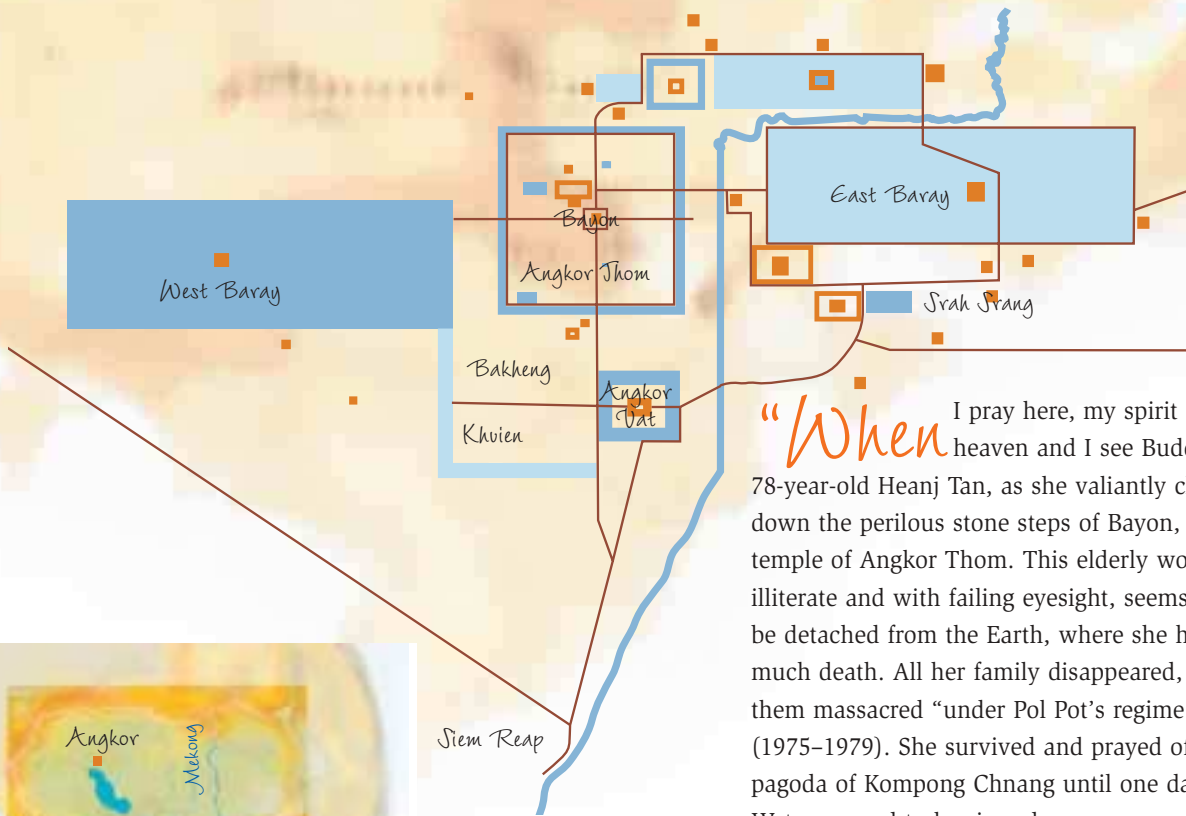 East Baray
Bayon
West Baray
Angkor Thom
Srah Srang
Bakheng
Angkor
Vat
Khvien
Siem Reap
Angkor
Mekong
“When I pray here, my spirit
heaven and I see Budd
78-year-old Heanj Tan, as she valiantly c
down the perilous stone steps of Bayon,
temple of Angkor Thom. This elderly wo
illiterate and with failing eyesight, seems
be detached from the Earth, where she h
much death. All her family disappeared,
them massacred “under Pol Pot’s regime
(1975–1979). She survived and prayed of
pagoda of Kompong Chnang until one da